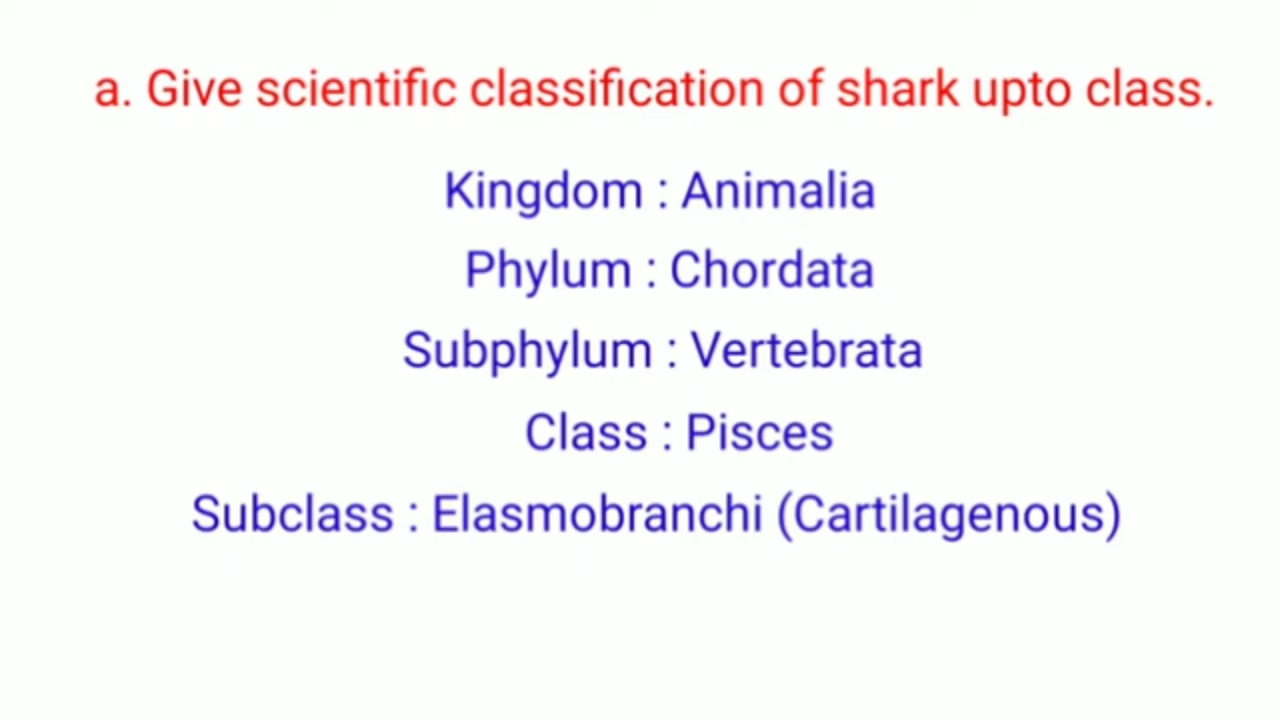 a. Give scientific classification of shark upto class.
Kingdom : Animalia
Phylum : Chordata
Subphylum : Vertebrata
Class : Pisces
Subclass : Elasmobranchi (Cartilagenous)